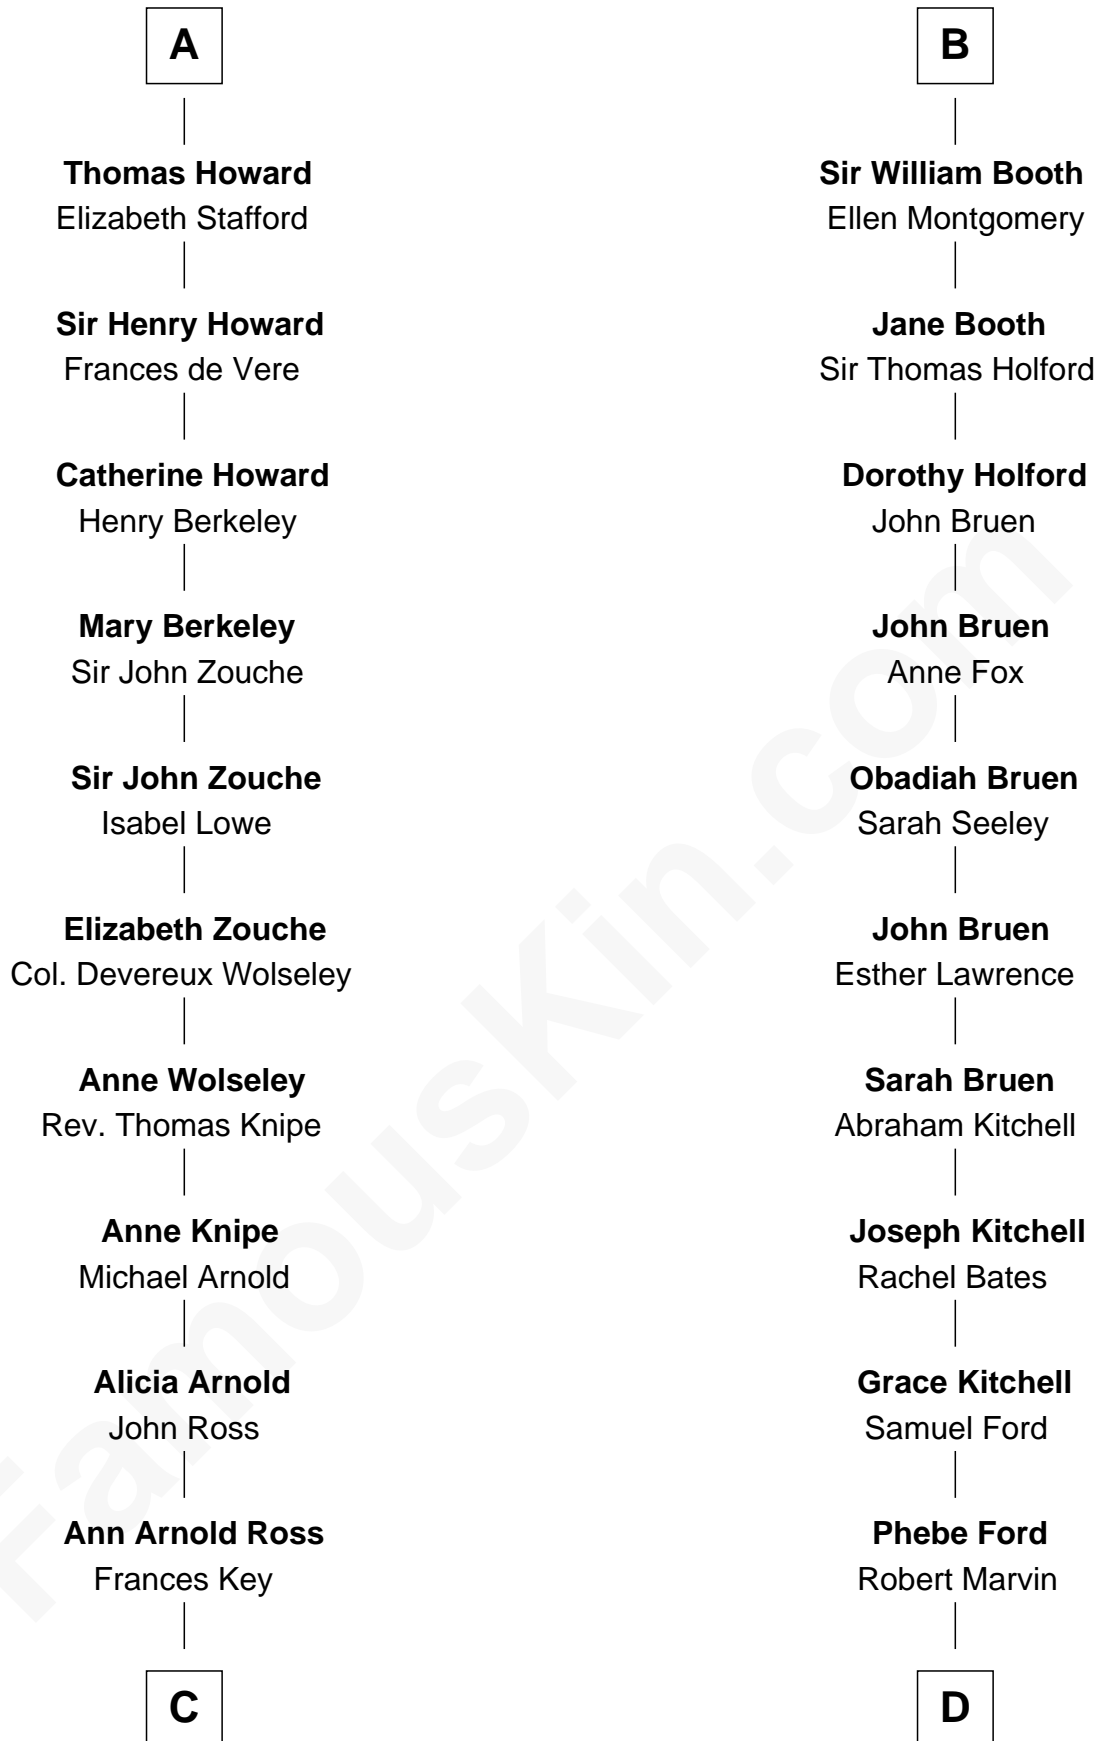 A
Thomas Howard
Elizabeth Stafford
Sir Henry Howard
Frances de Vere
Catherine Howard
Henry Berkeley
Mary Berkeley
Sir John Zouche
Sir John Zouche
Isabel Lowe
Elizabeth Zouche
Col. Devereux Wolseley
Anne Wolseley
Rev. Thomas Knipe
Anne Knipe
Michael Arnold
Alicia Arnold
John Ross
Ann Arnold Ross
Frances Key
C
B
Sir William Booth
Ellen Montgomery
Jane Booth
Sir Thomas Holford
Dorothy Holford
John Bruen
John Bruen
Anne Fox
Obadiah Bruen
Sarah Seeley
John Bruen
Esther Lawrence
Sarah Bruen
Abraham Kitchell
Joseph Kitchell
Rachel Bates
Grace Kitchell
Samuel Ford
Phebe Ford
Robert Marvin
D
FamousKin.com